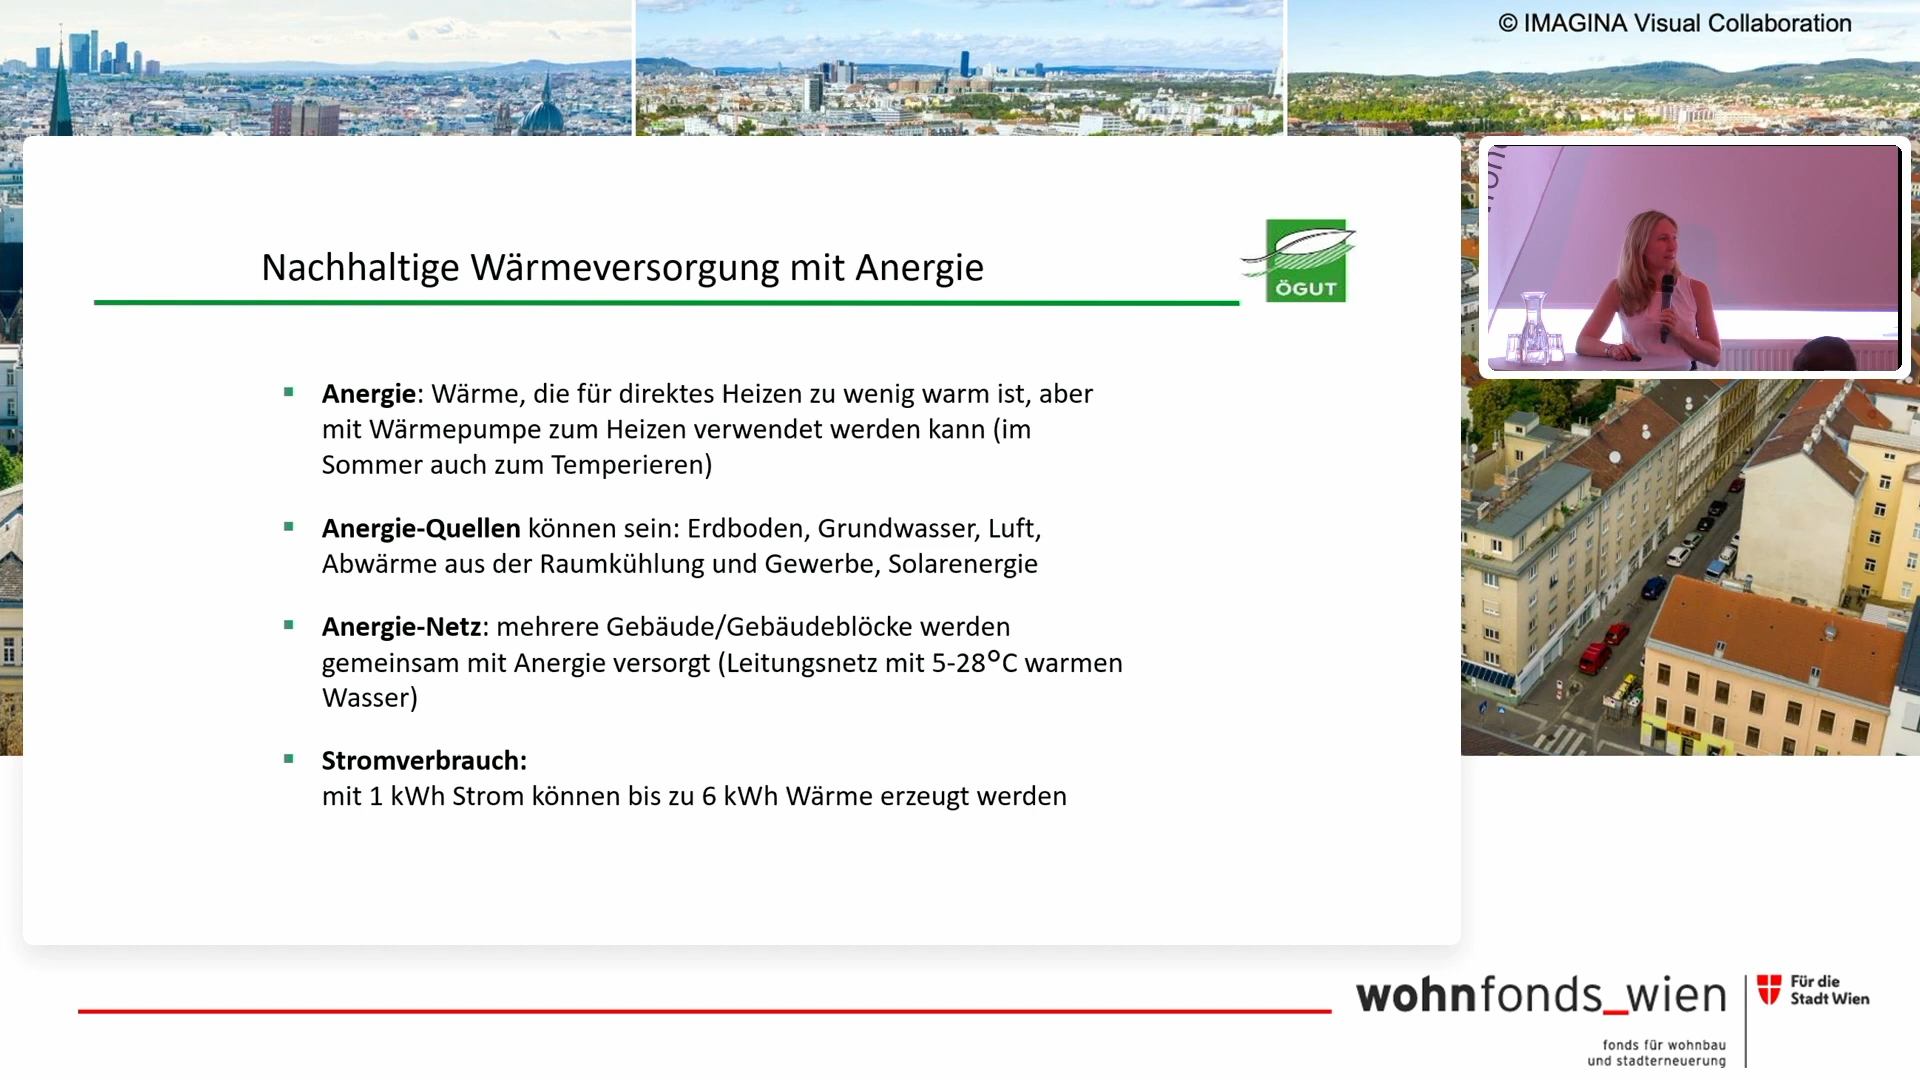 © IMAGINA Visual Collaboration
Nachhaltige Wärmeversorgung mit Anergie
ÖGUT
▪ Anergie: Wärme, die für direktes Heizen zu wenig warm ist, aber
mit Wärmepumpe zum Heizen verwendet werden kann (im
Sommer auch zum Temperieren)
▪ Anergie-Quellen können sein: Erdboden, Grundwasser, Luft,
Abwärme aus der Raumkühlung und Gewerbe, Solarenergie
▪ Anergie-Netz: mehrere Gebäude/Gebäudeblöcke werden
gemeinsam mit Anergie versorgt (Leitungsnetz mit 5-28°C warmen
Wasser)
▪ Stromverbrauch:
mit 1 kWh Strom können bis zu 6 kWh Wärme erzeugt werden
wohnfonds_wien
fonds für wohnbau
und stadterneuerung
Für die
Stadt Wien